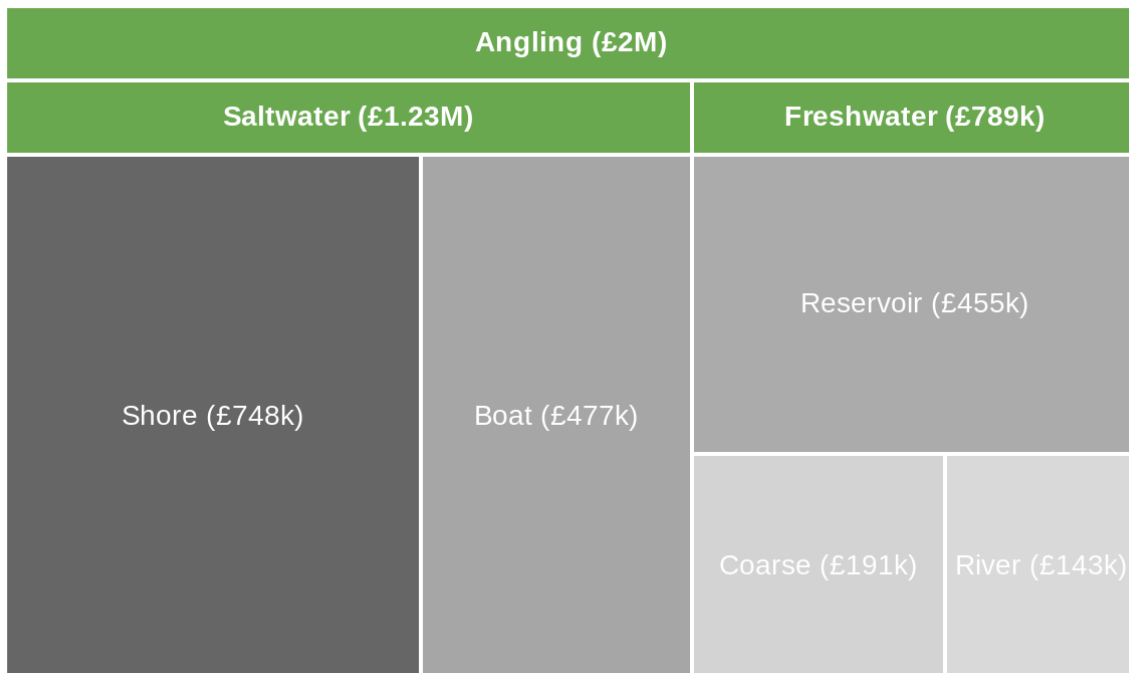 Angling (£2M)
Saltwater (£1.23M)
Freshwater (£789k)
Shore (£748k)
Boat (£477k)
Reservoir (£455k)
Coarse (£191k)
River (£143k)